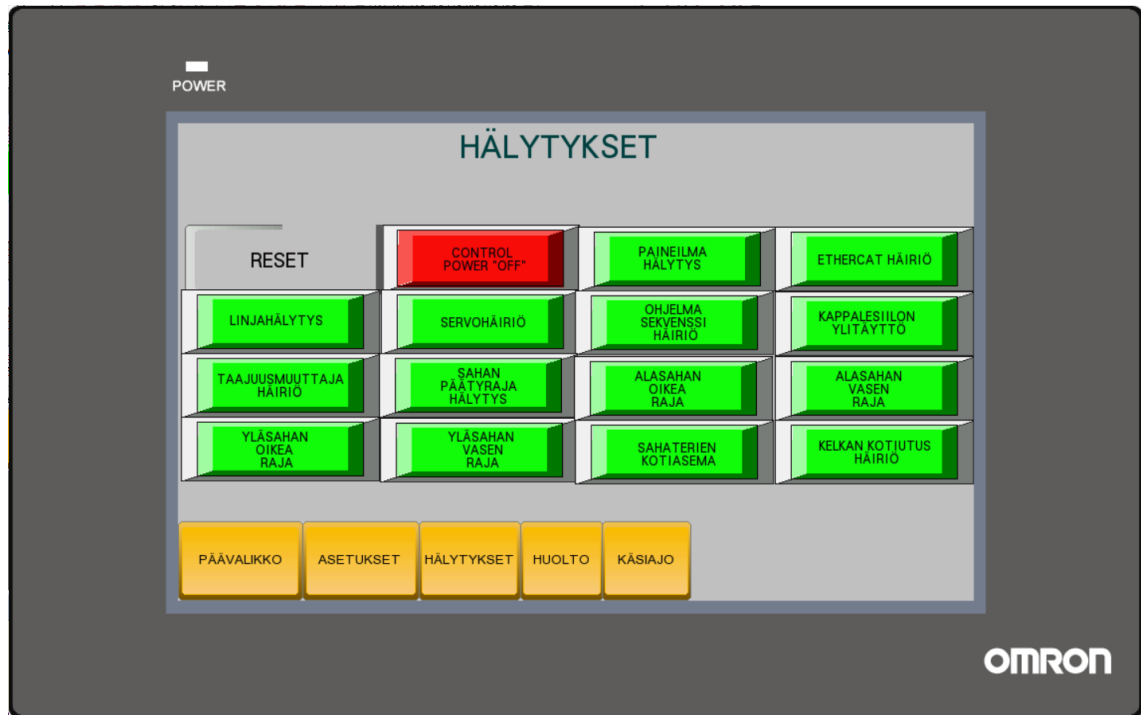 POWER
HÄLYTYKSET
RESET
CONTROL
POWER "OFF"
PAINEILMA
HÄLYTYS
ETHERCAT HÄIRIÖ
LINJAHÄLYTYS
SERVOHÄIRIÖ
OHJELMA
SEKVENSSI
HÄIRIÖ
KAPPALESIILON
YLITÄYTTÖ
TAAJUUSMUUTTAJA
HÄIRIÖ
SAHAN
PÄÄTYRAJA
HÄLYTYS
ALASAHAN
OIKEA
RAJA
ALASAHAN
VASEN
RAJA
YLÄSAHAN
OIKEA
RAJA
YLÄSAHAN
VASEN
RAJA
SAHATERIEN
KOTIASEMA
KELKAN KOTIUTUS
HÄIRIÖ
PÄÄVALIKKO
ASETUKSET
HÄLYTYKSET
HUOLTO
KÄSIAJO
OMRON